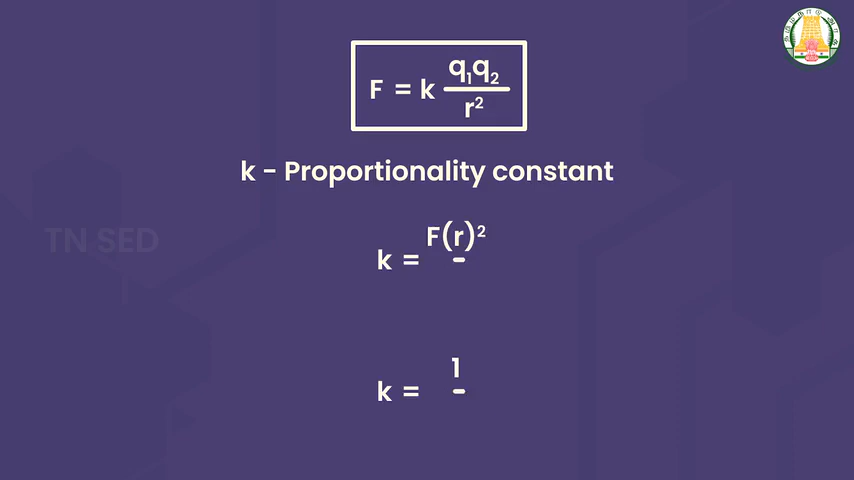 F = k q₁q₂ / r²
k - Proportionality constant
TN SED
k = F(r)² / 
k = 1 /